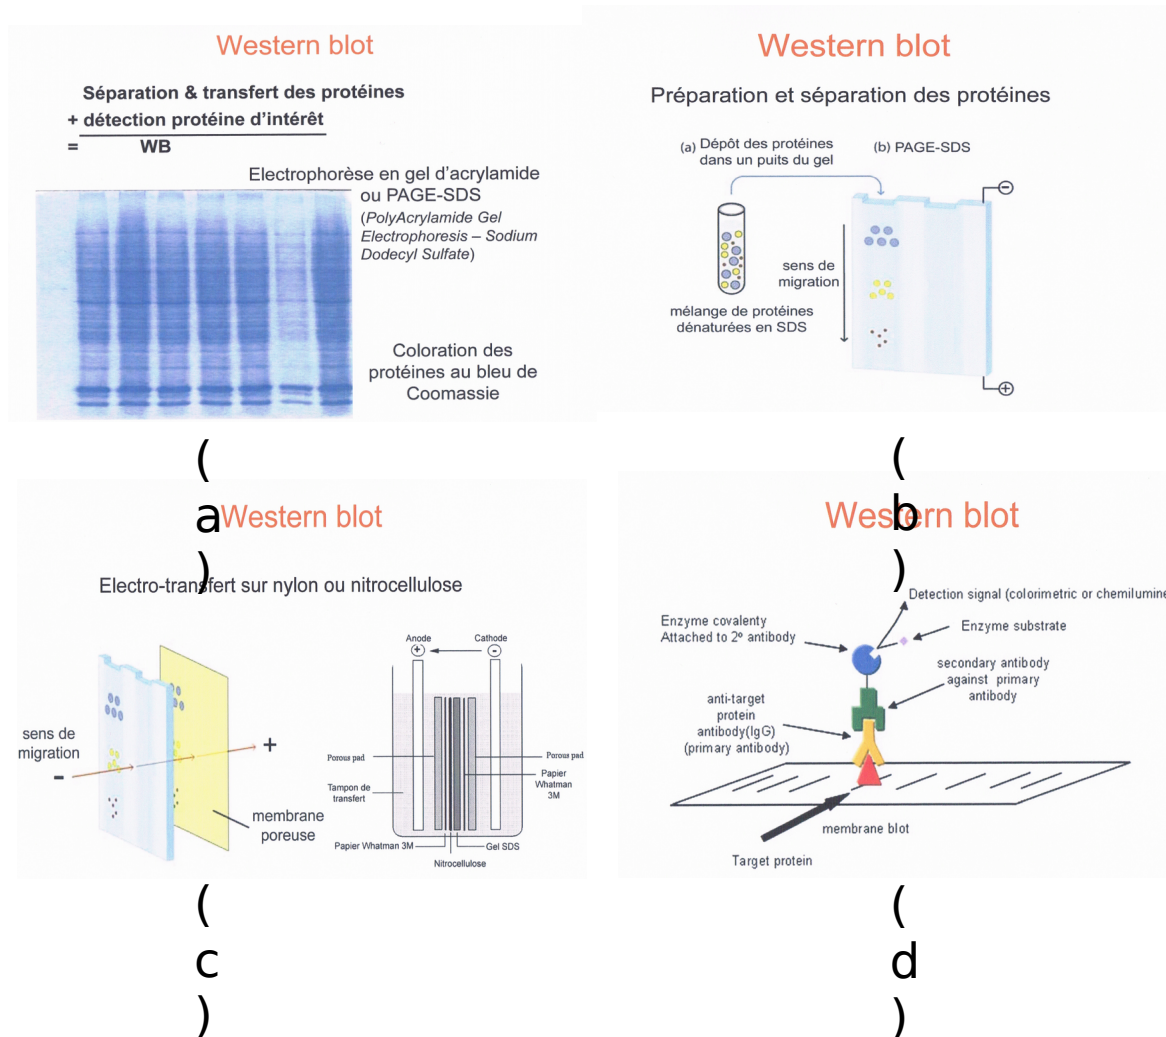 Western blot
Séparation & transfert des protéines
+ détection protéine d'intérêt
= WB
Electrophorèse en gel d'acrylamide
ou PAGE-SDS
(PolyAcrylamide Gel
Electrophoresis – Sodium
Dodecyl Sulfate)
Coloration des
protéines au bleu de
Coomassie
(a)
Western blot
Préparation et séparation des protéines
(a) Dépôt des protéines
dans un puits du gel
(b) PAGE-SDS
−
sens de
migration
mélange de protéines
dénaturées en SDS
+
(b)
Western blot
Electro-transfert sur nylon ou nitrocellulose
sens de
migration
-
+
membrane
poreuse
Anode
Cathode
+
-
Porous pad
Porous pad
Tampon de
transfert
Papier
Whatman
3M
Papier Whatman 3M
Gel SDS
Nitrocellulose
(c)
Western blot
Detection signal (colorimetric or chemilumine
Enzyme covalenty
Attached to 2º antibody
Enzyme substrate
secondary antibody
against primary
antibody
anti-target
protein
antibody(IgG)
(primary antibody)
membrane blot
Target protein
(d)